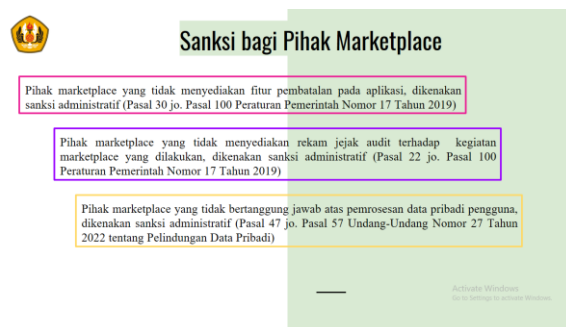 Sanksi bagi Pihak Marketplace
Pihak marketplace yang tidak menyediakan fitur pembatalan pada aplikasi, dikenakan
sanksi administratif (Pasal 30 jo. Pasal 100 Peraturan Pemerintah Nomor 17 Tahun 2019)
Pihak marketplace yang tidak menyediakan rekam jejak audit terhadap kegiatan
marketplace yang dilakukan, dikenakan sanksi administratif (Pasal 22 jo. Pasal 100
Peraturan Pemerintah Nomor 17 Tahun 2019)
Pihak marketplace yang tidak bertanggung jawab atas pemrosesan data pribadi pengguna,
dikenakan sanksi administratif (Pasal 47 jo. Pasal 57 Undang-Undang Nomor 27 Tahun
2022 tentang Pelindungan Data Pribadi)
Activate Windows
Go to Settings to activate Windows.